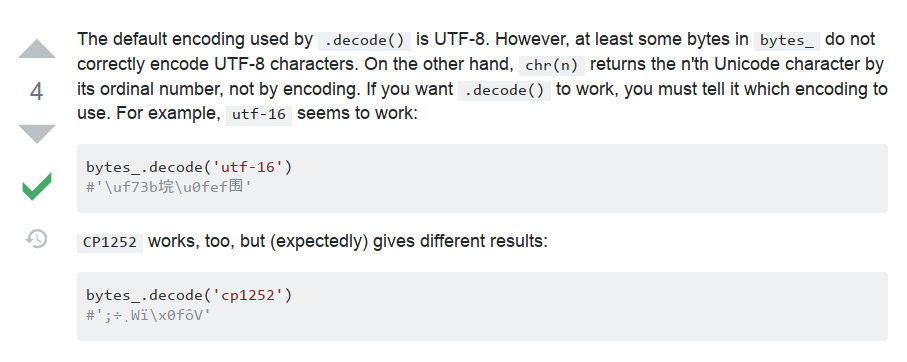 The default encoding used by .decode() is UTF-8. However, at least some bytes in bytes_ do not
correctly encode UTF-8 characters. On the other hand, chr(n) returns the n'th Unicode character by
its ordinal number, not by encoding. If you want .decode() to work, you must tell it which encoding to
4
use. For example, utf-16 seems to work:
bytes_.decode('utf-16')
#'\uf73b垸\u0fef围'
CP1252 works, too, but (expectedly) gives different results:
bytes_.decode('cp1252')
#';÷¸Wï\x0fôV'